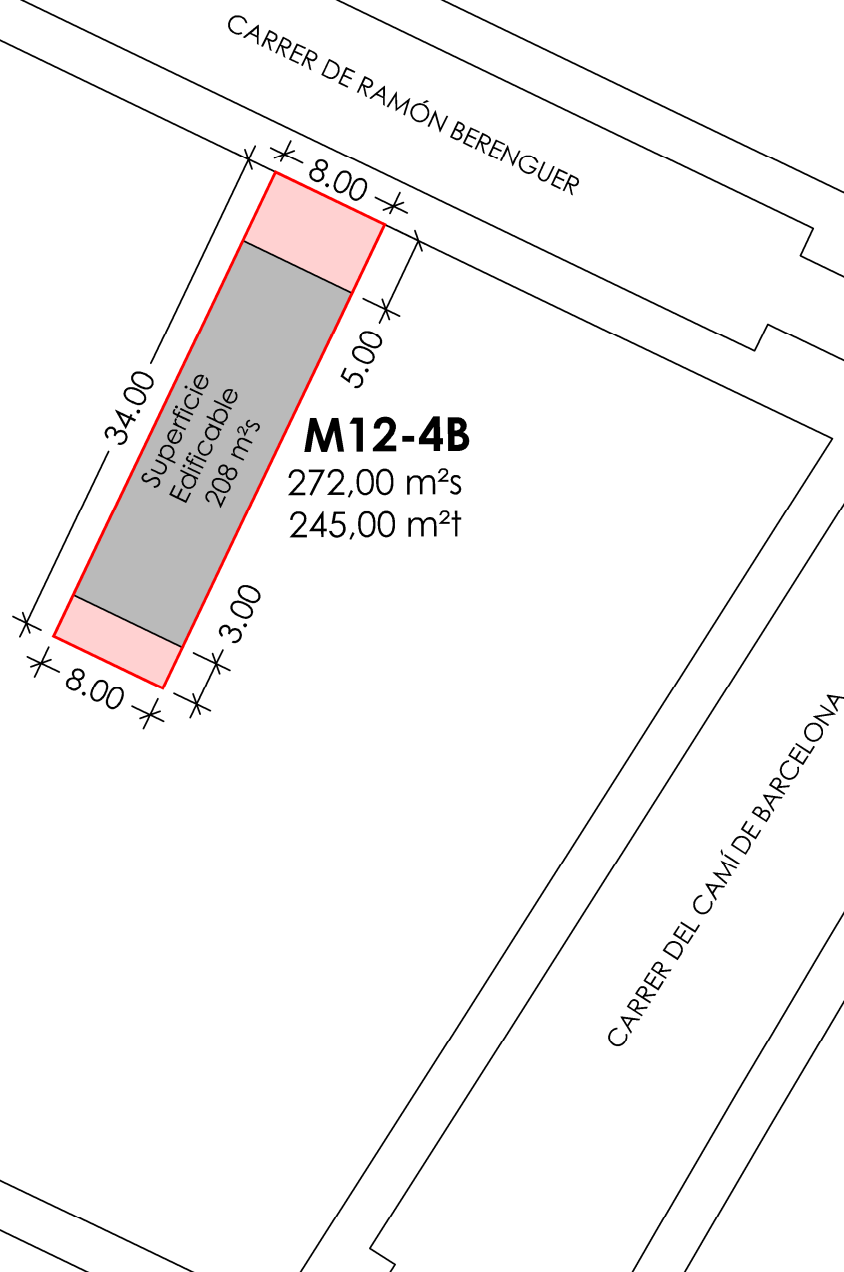 CARRER DE RAMÓN BERENGUER
8.00
5.00
34.00
Superficie
Edificable
208 m²s
M12-4B
272,00 m²s
245,00 m²t
3.00
8.00
CARRER DEL CAMÍ DE BARCELONA